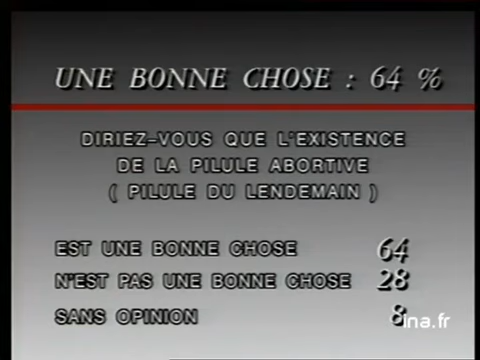 UNE BONNE CHOSE : 64 %
DIRIEZ-VOUS QUE L'EXISTENCE
DE LA PILULE ABORTIVE
( PILULE DU LENDEMAIN )
EST UNE BONNE CHOSE 64
N'EST PAS UNE BONNE CHOSE 28
SANS OPINION 8
ina.fr